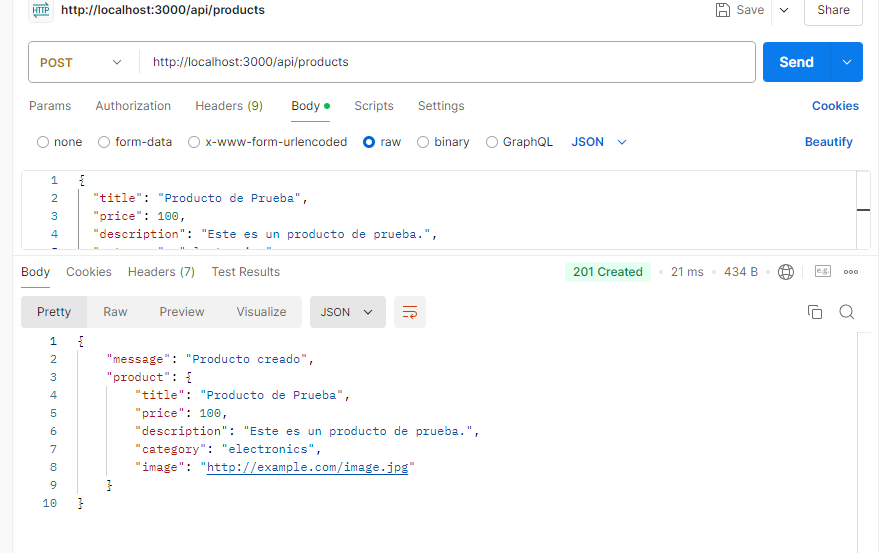 HTTP http://localhost:3000/api/products Save Share
POST http://localhost:3000/api/products Send
Params Authorization Headers (9) Body Scripts Settings Cookies
none form-data x-www-form-urlencoded raw binary GraphQL JSON Beautify
1 {
2 "title": "Producto de Prueba",
3 "price": 100,
4 "description": "Este es un producto de prueba.",
Body Cookies Headers (7) Test Results 201 Created 21 ms 434 B e.g.
Pretty Raw Preview Visualize JSON
1 {
2 "message": "Producto creado",
3 "product": {
4 "title": "Producto de Prueba",
5 "price": 100,
6 "description": "Este es un producto de prueba.",
7 "category": "electronics",
8 "image": "http://example.com/image.jpg"
9 }
10 }